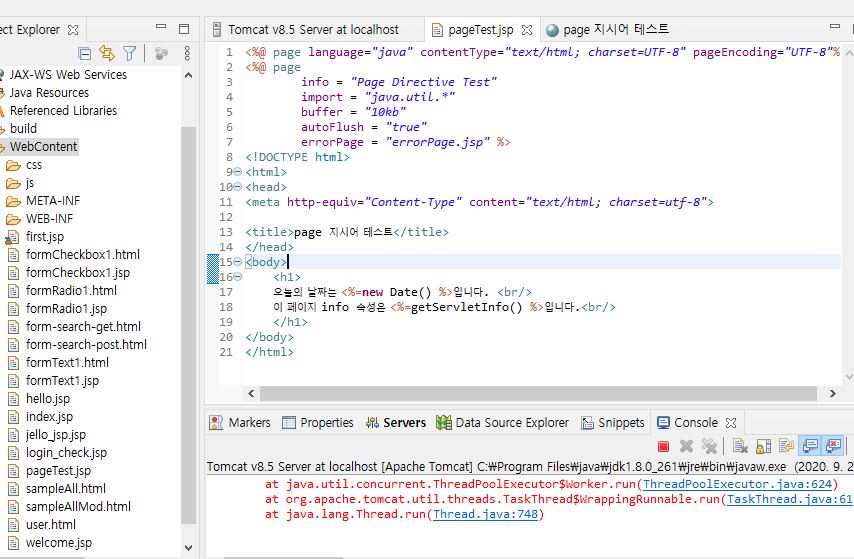 ect Explorer
JAX-WS Web Services
Java Resources
Referenced Libraries
build
WebContent
css
js
META-INF
WEB-INF
first.jsp
formCheckbox1.html
formCheckbox1.jsp
formRadio1.html
formRadio1.jsp
form-search-get.html
form-search-post.html
formText1.html
formText1.jsp
hello.jsp
index.jsp
jello_jsp.jsp
login_check.jsp
pageTest.jsp
sampleAll.html
sampleAllMod.html
user.html
welcome.jsp
Tomcat v8.5 Server at localhost
pageTest.jsp
page 지시어 테스트
1 <%@ page language="java" contentType="text/html; charset=UTF-8" pageEncoding="UTF-8"%
2 <%@ page
3 info = "Page Directive Test"
4 import = "java.util.*"
5 buffer = "10kb"
6 autoFlush = "true"
7 errorPage = "errorPage.jsp" %>
8 <!DOCTYPE html>
9 <html>
10 <head>
11 <meta http-equiv="Content-Type" content="text/html; charset=utf-8">
12
13 <title>page 지시어 테스트</title>
14 </head>
15 <body>
16 <h1>
17 오늘의 날짜는 <%=new Date() %>입니다. <br/>
18 이 페이지 info 속성은 <%=getServletInfo() %>입니다.<br/>
19 </h1>
20 </body>
21 </html>
Markers
Properties
Servers
Data Source Explorer
Snippets
Console
Tomcat v8.5 Server at localhost [Apache Tomcat] C:₩Program Files₩java₩jdk1.8.0_261₩jre₩bin₩javaw.exe (2020. 9. 2
at java.util.concurrent.ThreadPoolExecutor$Worker.run(ThreadPoolExecutor.java:624)
at org.apache.tomcat.util.threads.TaskThread$WrappingRunnable.run(TaskThread.java:61
at java.lang.Thread.run(Thread.java:748)